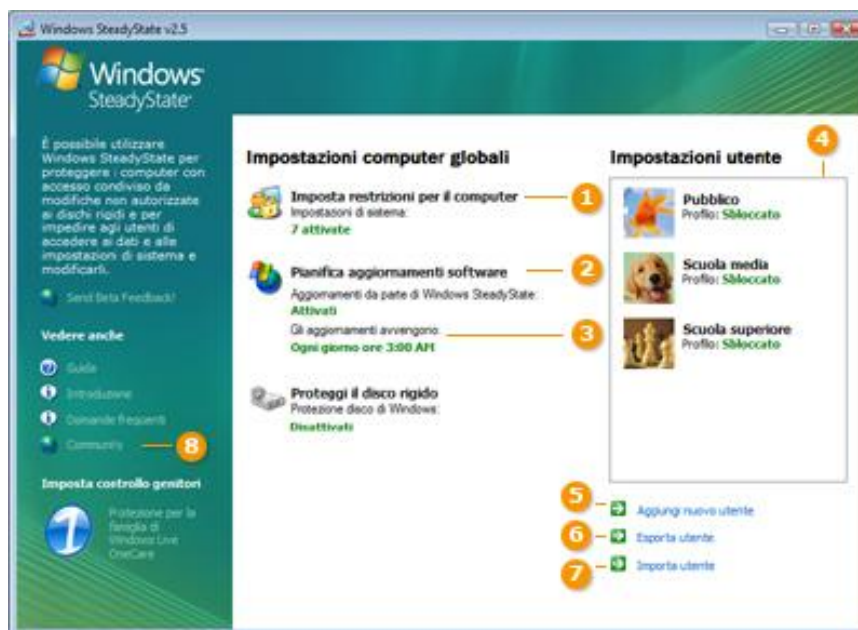 Windows SteadyState v2.5
Windows
SteadyState
È possibile utilizzare
Windows SteadyState per
proteggere i computer con
accesso condiviso da
modifiche non autorizzate
ai dischi rigidi e per
impedire agli utenti di
accedere ai dati e alle
impostazioni di sistema e
modificarli.
Send Beta Feedback!
Vedere anche
Guida
Introduzione
Domande frequenti
Community
8
Imposta controllo genitori
Protezione per la
famiglia di
Windows Live
OneCare
Impostazioni computer globali
Imposta restrizioni per il computer
1
Impostazioni di sistema:
7 attivate
Pianifica aggiornamenti software
2
Aggiornamenti da parte di Windows SteadyState:
Attivati
Gli aggiornamenti avvengono:
3
Ogni giorno ore 3:00 AM
Proteggi il disco rigido
Protezione disco di Windows:
Disattivati
Impostazioni utente
4
Pubblico
Profilo: Sbloccato
Scuola media
Profilo: Sbloccato
Scuola superiore
Profilo: Sbloccato
5
Aggiungi nuovo utente
6
Esporta utente
7
Importa utente